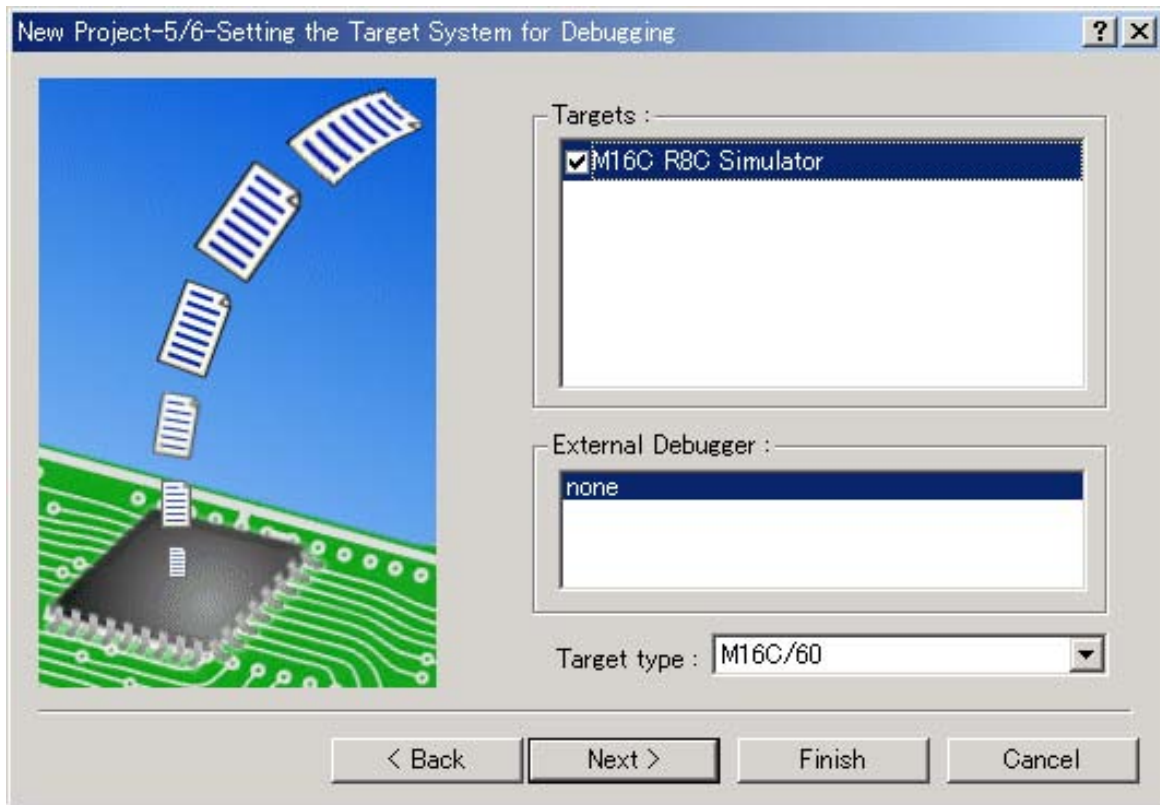 New Project-5/6-Setting the Target System for Debugging
Targets :
M16C R8C Simulator
External Debugger :
none
Target type : M16C/60
< Back Next > Finish Cancel